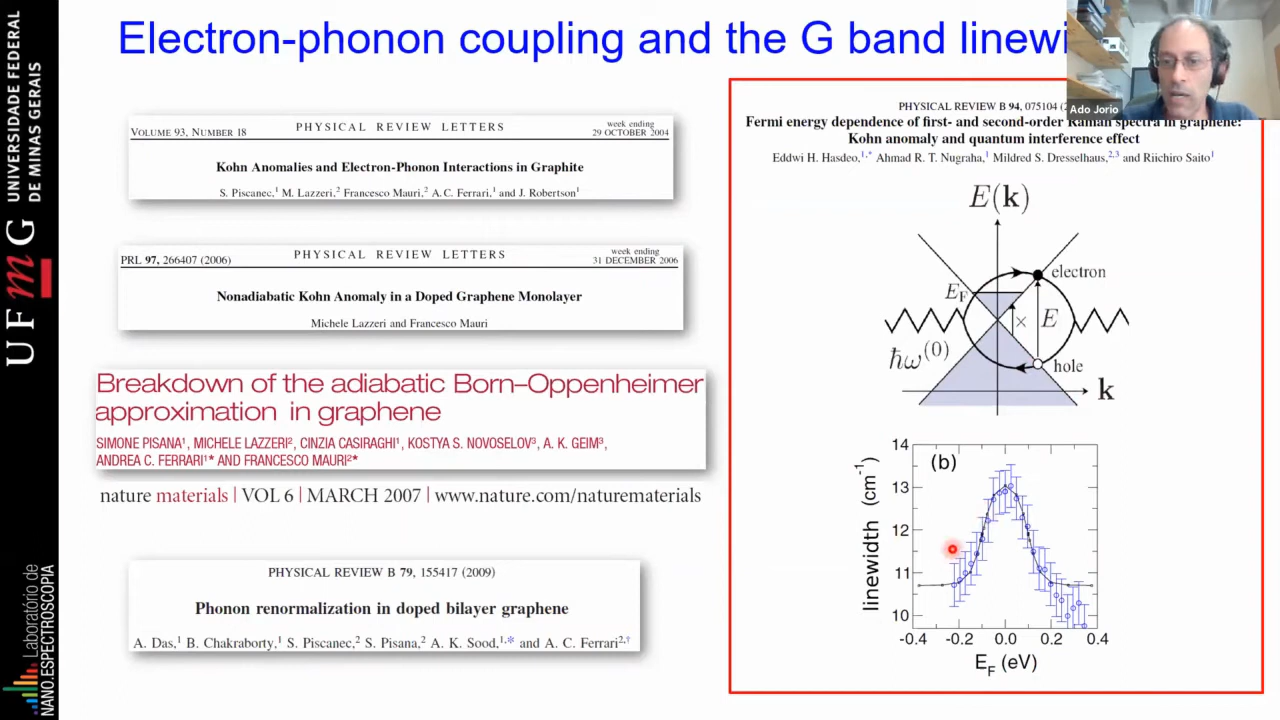 Electron-phonon coupling and the G band
Ado Jorio
UNIVERSIDADE FEDERAL
DE MINAS GERAIS
UFmG
Laboratório de
NANO.ESPECTROSCOPIA
VOLUME 93, NUMBER 18
PHYSICAL REVIEW LETTERS
week ending
29 OCTOBER 2004
Kohn Anomalies and Electron-Phonon Interactions in Graphite
S. Piscanec,¹ M. Lazzeri,² Francesco Mauri,² A. C. Ferrari,¹ and J. Robertson¹
PRL 97, 266407 (2006)
PHYSICAL REVIEW LETTERS
week ending
31 DECEMBER 2006
Nonadiabatic Kohn Anomaly in a Doped Graphene Monolayer
Michele Lazzeri and Francesco Mauri
Breakdown of the adiabatic Born–Oppenheimer
approximation in graphene
SIMONE PISANA¹, MICHELE LAZZERI², CINZIA CASIRAGHI¹, KOSTYA S. NOVOSELOV³, A. K. GEIM³,
ANDREA C. FERRARI¹* AND FRANCESCO MAURI²*
nature materials | VOL 6 | MARCH 2007 | www.nature.com/naturematerials
PHYSICAL REVIEW B 79, 155417 (2009)
Phonon renormalization in doped bilayer graphene
A. Das,¹ B. Chakraborty,¹ S. Piscanec,² S. Pisana,² A. K. Sood,¹,* and A. C. Ferrari²,†
PHYSICAL REVIEW B 94, 075104
Fermi energy dependence of first- and second-order Raman spectra in graphene:
Kohn anomaly and quantum interference effect
Eddwi H. Hasdeo,¹,* Ahmad R. T. Nugraha,¹ Mildred S. Dresselhaus,²,³ and Riichiro Saito¹
E(k)
electron
E_F
× E
ħω⁽⁰⁾
hole
k
(b)
14
13
12
11
10
linewidth (cm⁻¹)
-0.4 -0.2 0.0 0.2 0.4
E_F (eV)